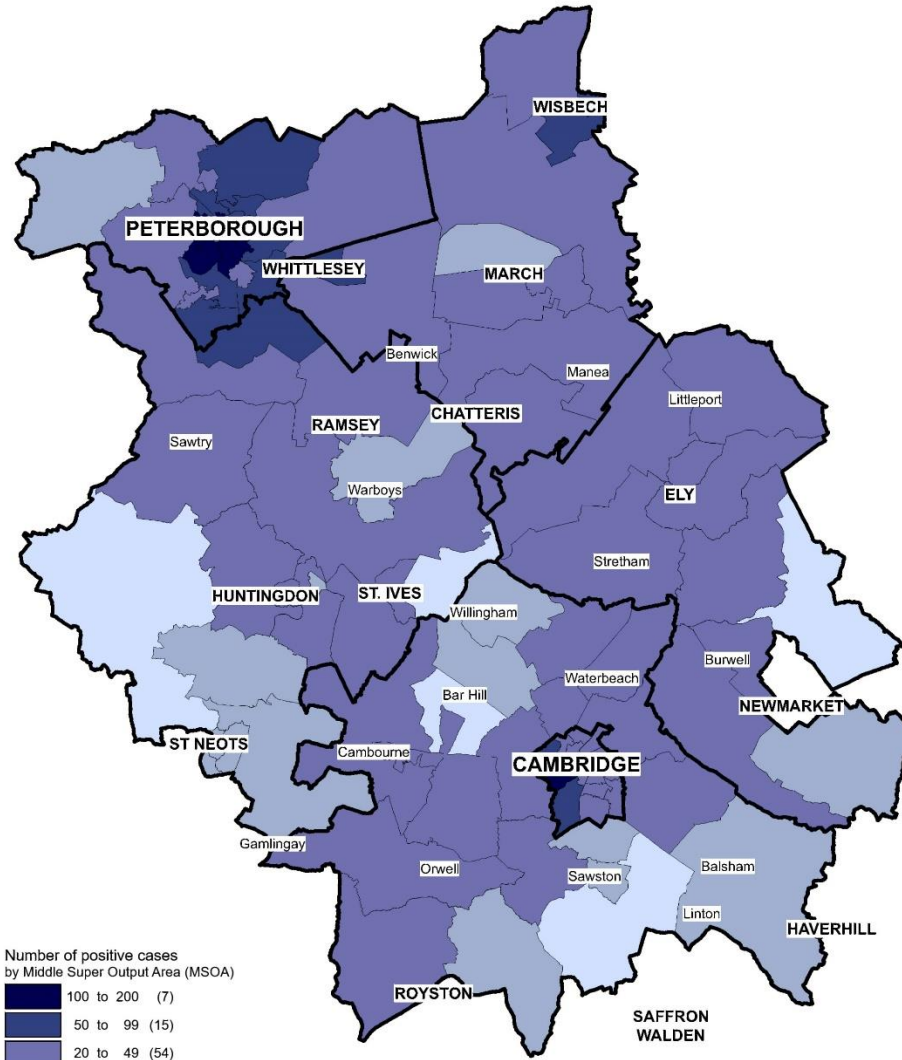 WISBECH
PETERBOROUGH
WHITTLESEY
MARCH
Benwick
Manea
Littleport
CHATTERIS
RAMSEY
Sawtry
Warboys
ELY
Stretham
HUNTINGDON
ST. IVES
Willingham
Burwell
Waterbeach
Bar Hill
NEWMARKET
ST NEOTS
Cambourne
CAMBRIDGE
Gamlingay
Orwell
Sawston
Balsham
Linton
HAVERHILL
ROYSTON
SAFFRON
WALDEN
Number of positive cases
by Middle Super Output Area (MSOA)
100 to 200 (7)
50 to 99 (15)
20 to 49 (54)